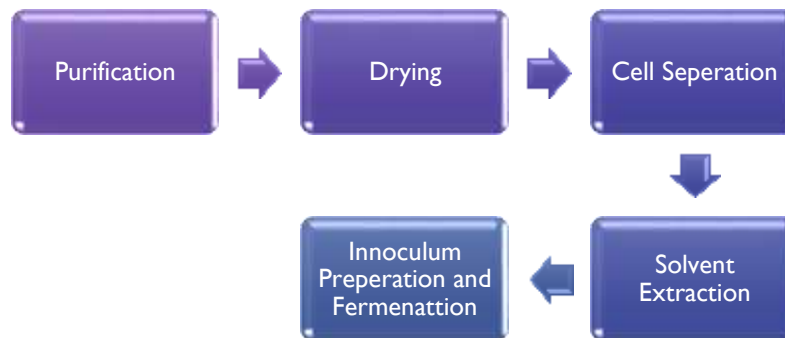 Purification
Drying
Cell Seperation
Solvent
Extraction
Innoculum
Preperation and
Fermenattion